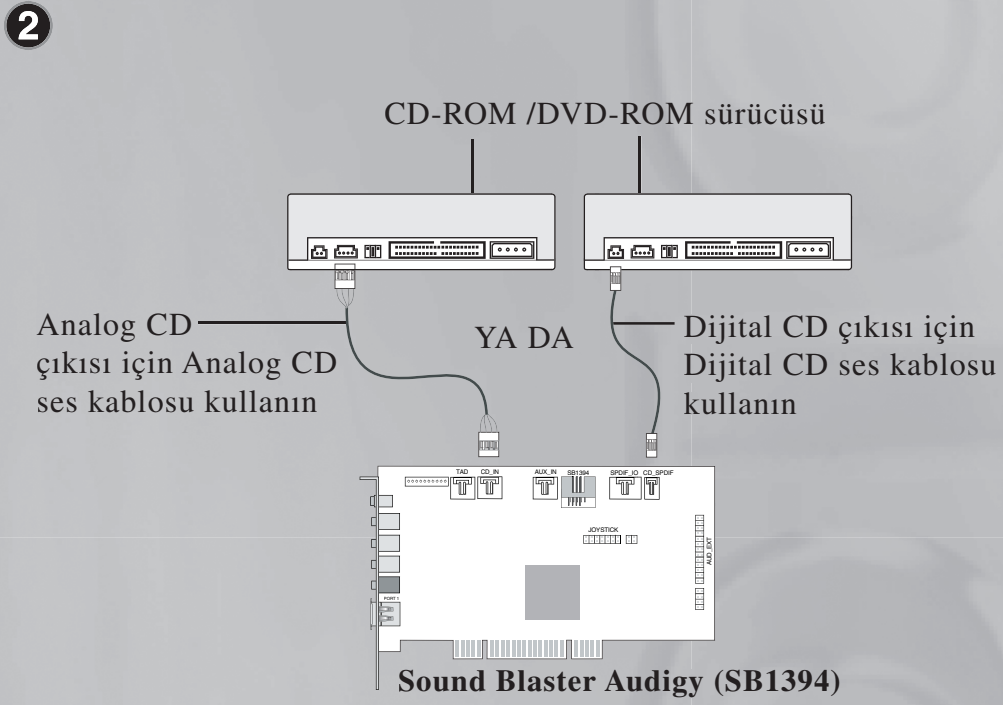 2
CD-ROM /DVD-ROM sürücüsü
Analog CD
çıkısı için Analog CD
ses kablosu kullanın
YA DA
Dijital CD çıkısı için
Dijital CD ses kablosu
kullanın
TAD CD_IN AUX_IN SB1394 SPDIF_IO CD_SPDIF
JOYSTICK
AUD_EXT
PORT 1
Sound Blaster Audigy (SB1394)